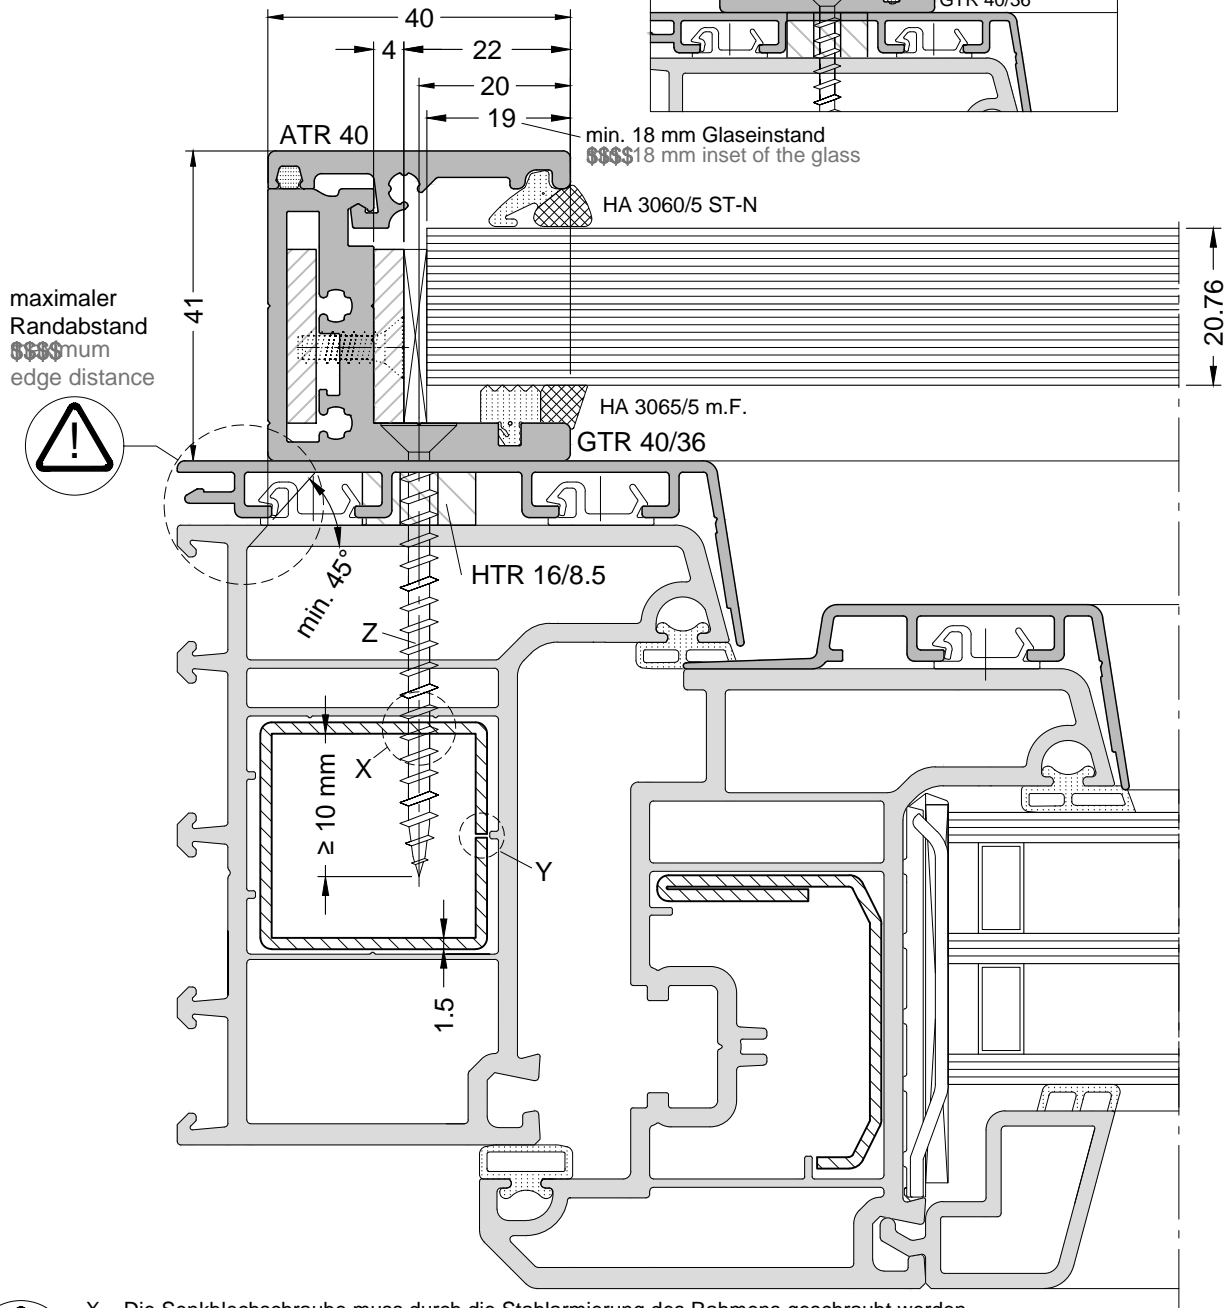 40
GTR 40/36
4
22
20
19
ATR 40
min. 18 mm Glaseinstand
$$$$18 mm inset of the glass
HA 3060/5 ST-N
41
20.76
maximaler
Randabstand
$$$$mum
edge distance
!
HA 3065/5 m.F.
GTR 40/36
min. 45°
HTR 16/8.5
Z
X
≥ 10 mm
Y
1.5
X Die Senkblechschraube muss durch die Stahlarmierung des Rahmens geschraubt werden